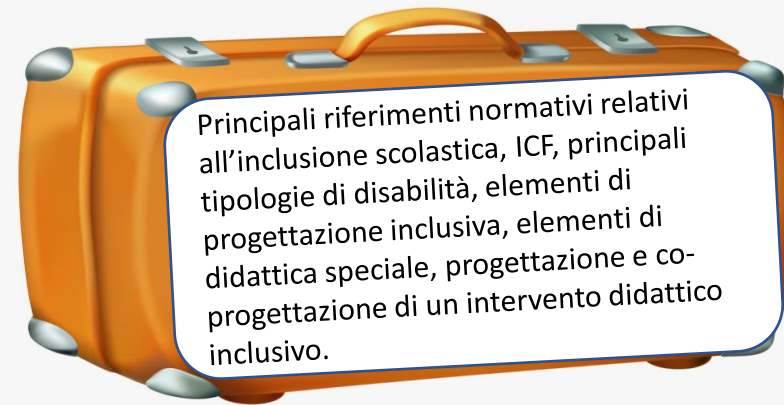 Principali riferimenti normativi relativi
all’inclusione scolastica, ICF, principali
tipologie di disabilità, elementi di
progettazione inclusiva, elementi di
didattica speciale, progettazione e co-
progettazione di un intervento didattico
inclusivo.